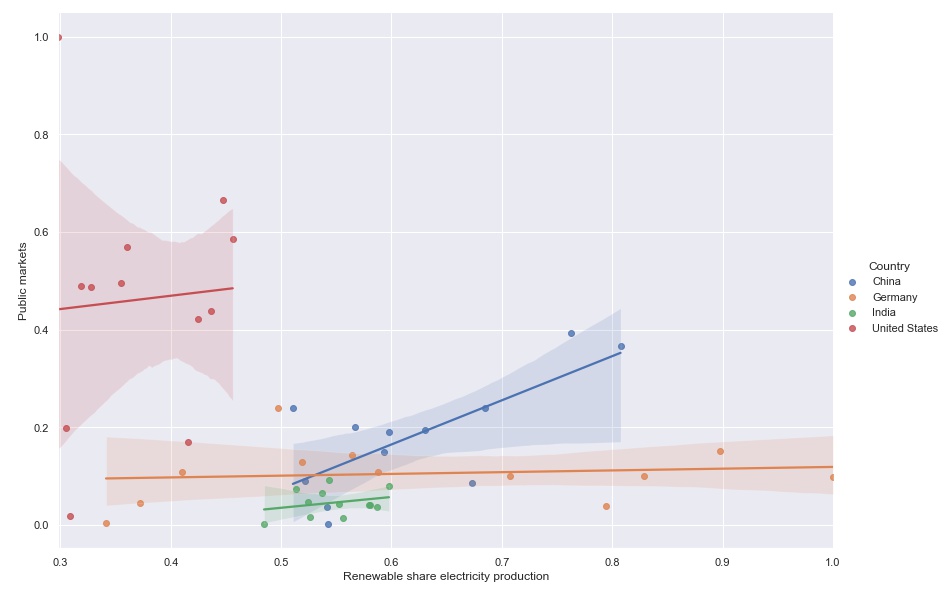 1.0
0.8
0.6
0.4
0.2
0.0
Public markets
0.3 0.4 0.5 0.6 0.7 0.8 0.9 1.0
Renewable share electricity production
Country
China
Germany
India
United States